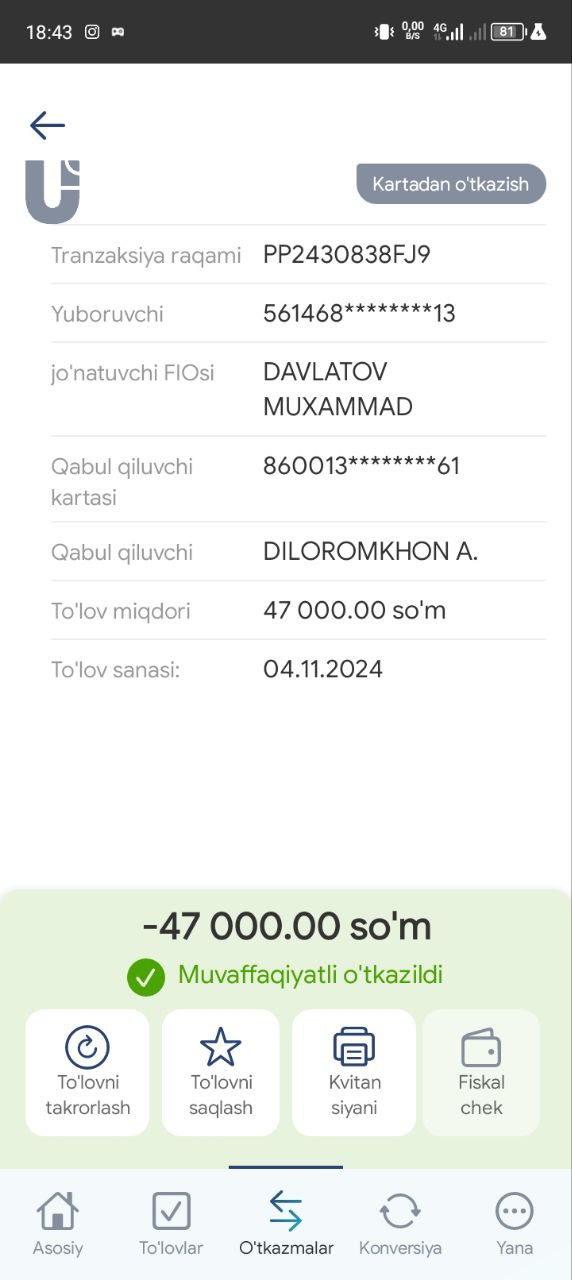 18:43
0,00
B/S
4G
81
Kartadan o'tkazish
Tranzaksiya raqami PP2430838FJ9
Yuboruvchi 561468********13
jo'natuvchi FIOsi DAVLATOV
MUXAMMAD
Qabul qiluvchi 860013********61
kartasi
Qabul qiluvchi DILOROMKHON A.
To'lov miqdori 47 000.00 so'm
To'lov sanasi: 04.11.2024
-47 000.00 so'm
Muvaffaqiyatli o'tkazildi
To'lovni To'lovni Kvitan Fiskal
takrorlash saqlash siyani chek
Asosiy To'lovlar O'tkazmalar Konversiya Yana